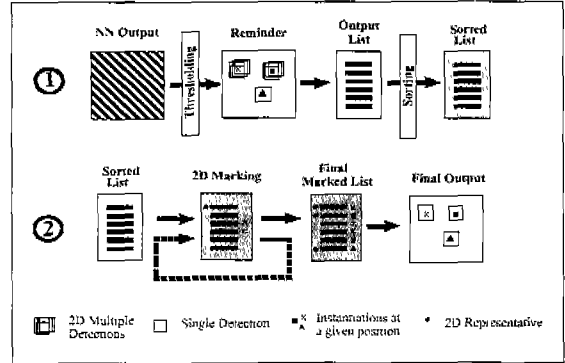 NN Output
Reminder
Output
List
Sorted
List
1
Thresholding
Sorting
Sorted
List
2D Marking
Final
Marked List
Final Output
2
2D Multiple
Detections
Single Detection
Instantiations at
a given position
2D Representative